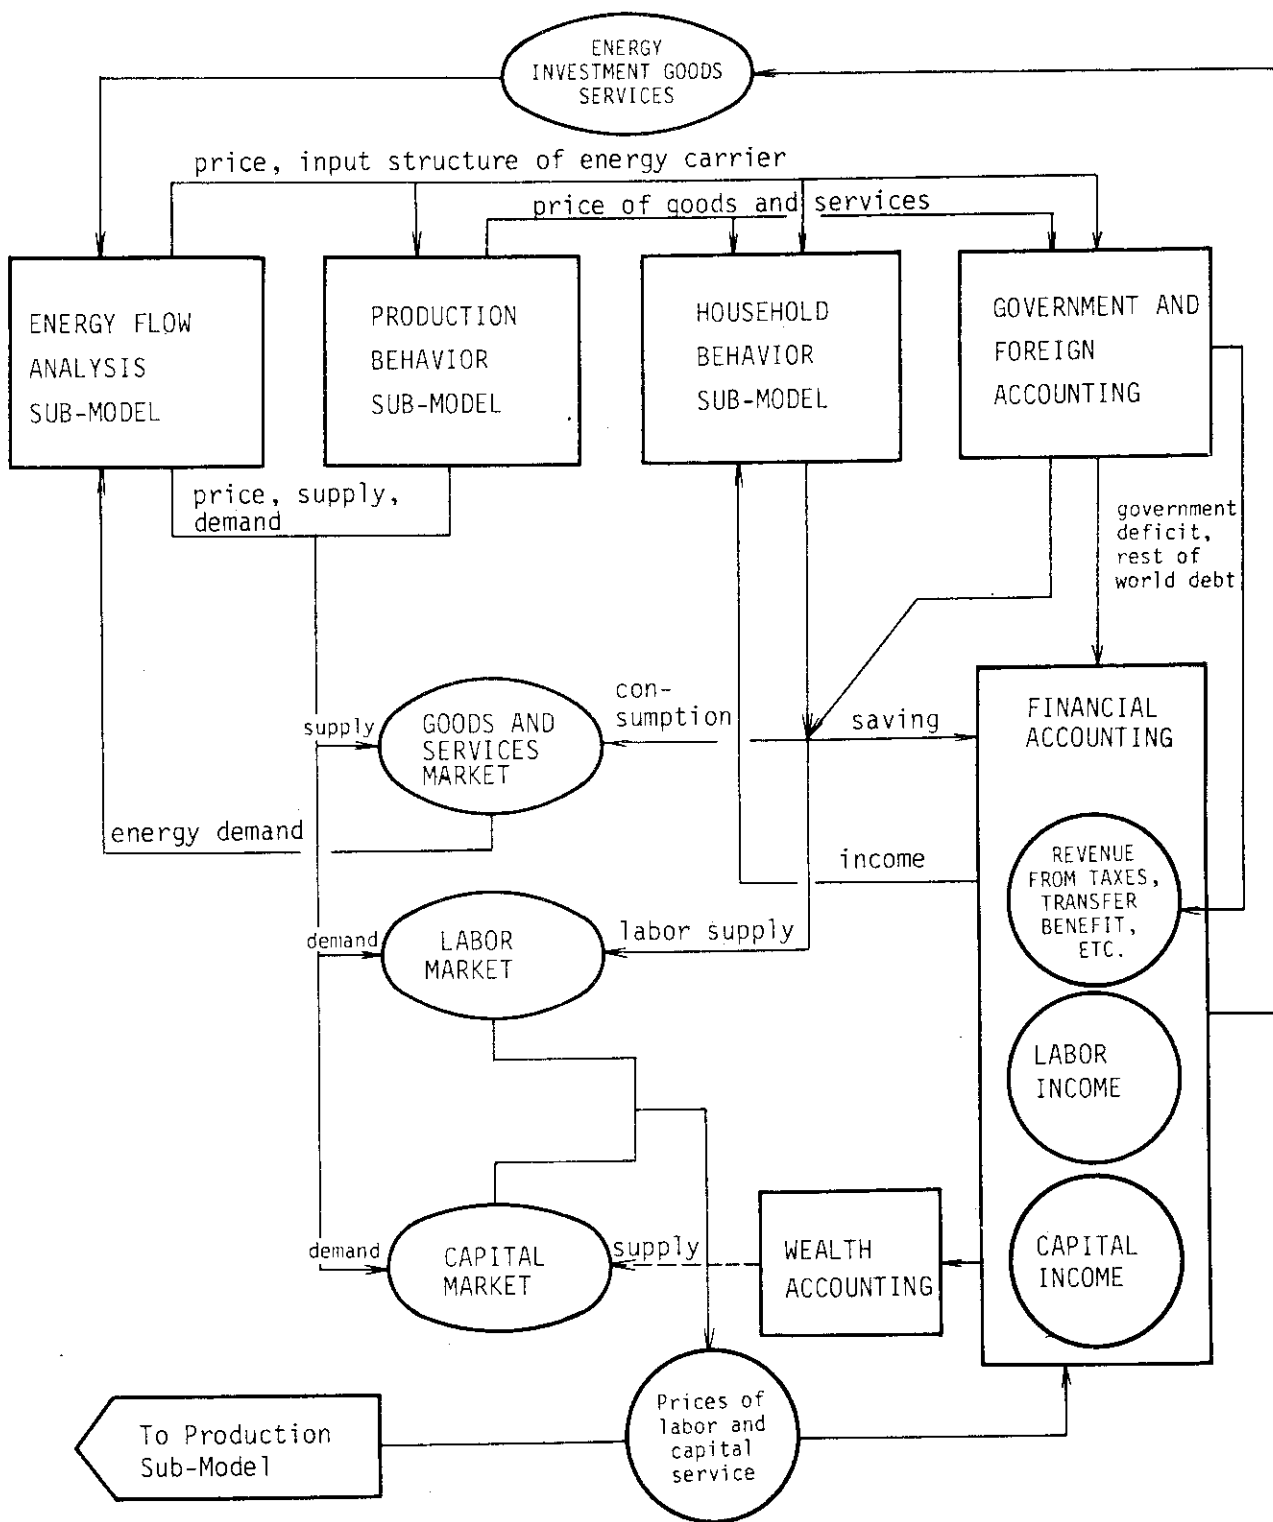 ENERGY
INVESTMENT GOODS
SERVICES
price, input structure of energy carrier
price of goods and services
ENERGY FLOW
ANALYSIS
SUB-MODEL
PRODUCTION
BEHAVIOR
SUB-MODEL
HOUSEHOLD
BEHAVIOR
SUB-MODEL
GOVERNMENT AND
FOREIGN
ACCOUNTING
price, supply,
demand
government
deficit,
rest of
world debt
supply
GOODS AND
SERVICES
MARKET
con-
sumption
saving
FINANCIAL
ACCOUNTING
energy demand
income
REVENUE
FROM TAXES,
TRANSFER
BENEFIT,
ETC.
demand
LABOR
MARKET
labor supply
LABOR
INCOME
demand
CAPITAL
MARKET
supply
WEALTH
ACCOUNTING
CAPITAL
INCOME
Prices of
labor and
capital
service
To Production
Sub-Model